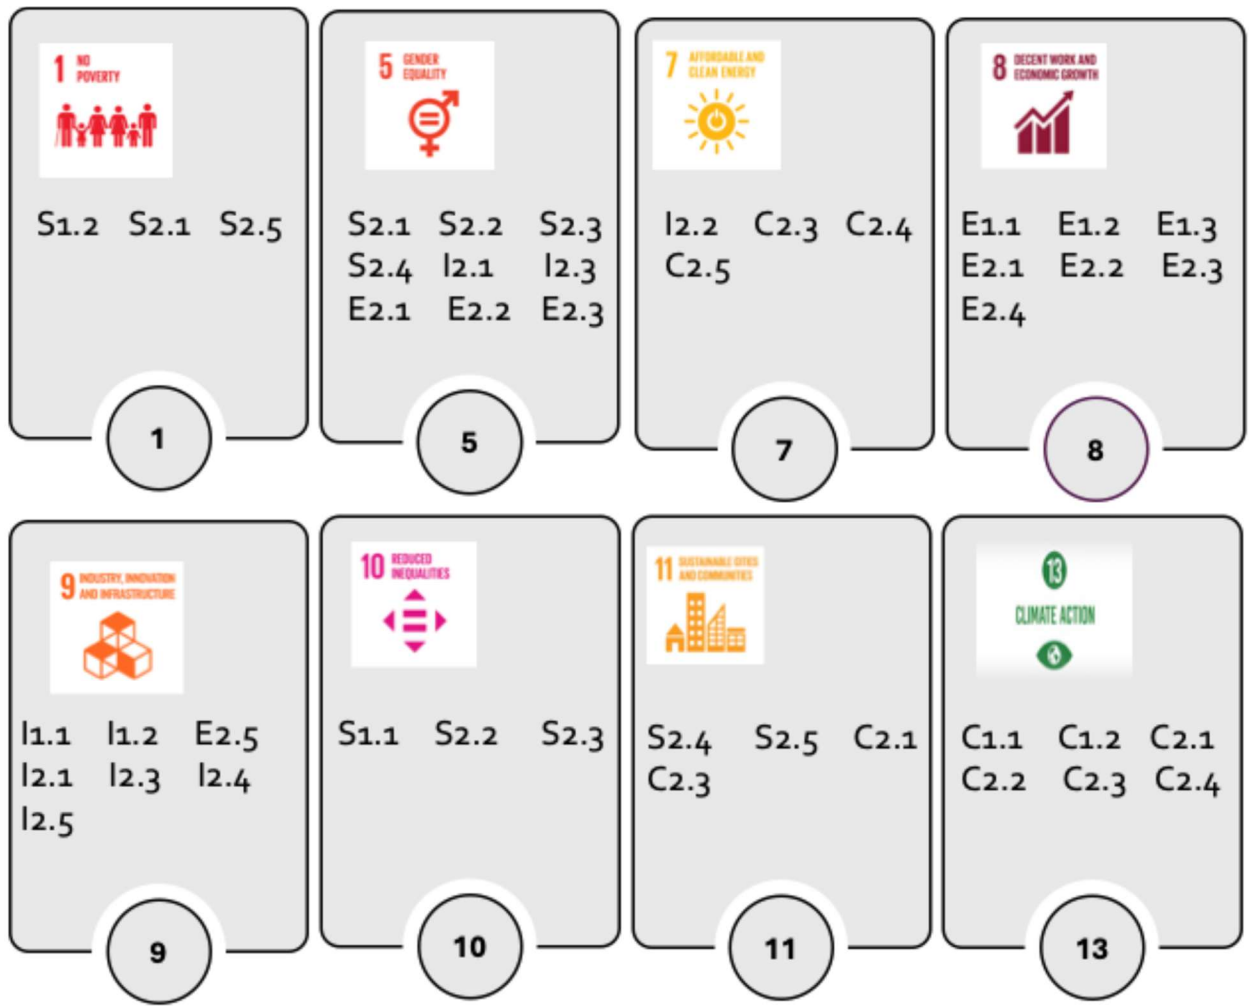 1 NO
POVERTY
S1.2 S2.1 S2.5
1
5 GENDER
EQUALITY
S2.1 S2.2 S2.3
S2.4 I2.1 I2.3
E2.1 E2.2 E2.3
5
7 AFFORDABLE AND
CLEAN ENERGY
I2.2 C2.3 C2.4
C2.5
7
8 DECENT WORK AND
ECONOMIC GROWTH
E1.1 E1.2 E1.3
E2.1 E2.2 E2.3
E2.4
8
9 INDUSTRY, INNOVATION
AND INFRASTRUCTURE
I1.1 I1.2 E2.5
I2.1 I2.3 I2.4
I2.5
9
10 REDUCED
INEQUALITIES
S1.1 S2.2 S2.3
10
11 SUSTAINABLE CITIES
AND COMMUNITIES
S2.4 S2.5 C2.1
C2.3
11
13
CLIMATE ACTION
C1.1 C1.2 C2.1
C2.2 C2.3 C2.4
13